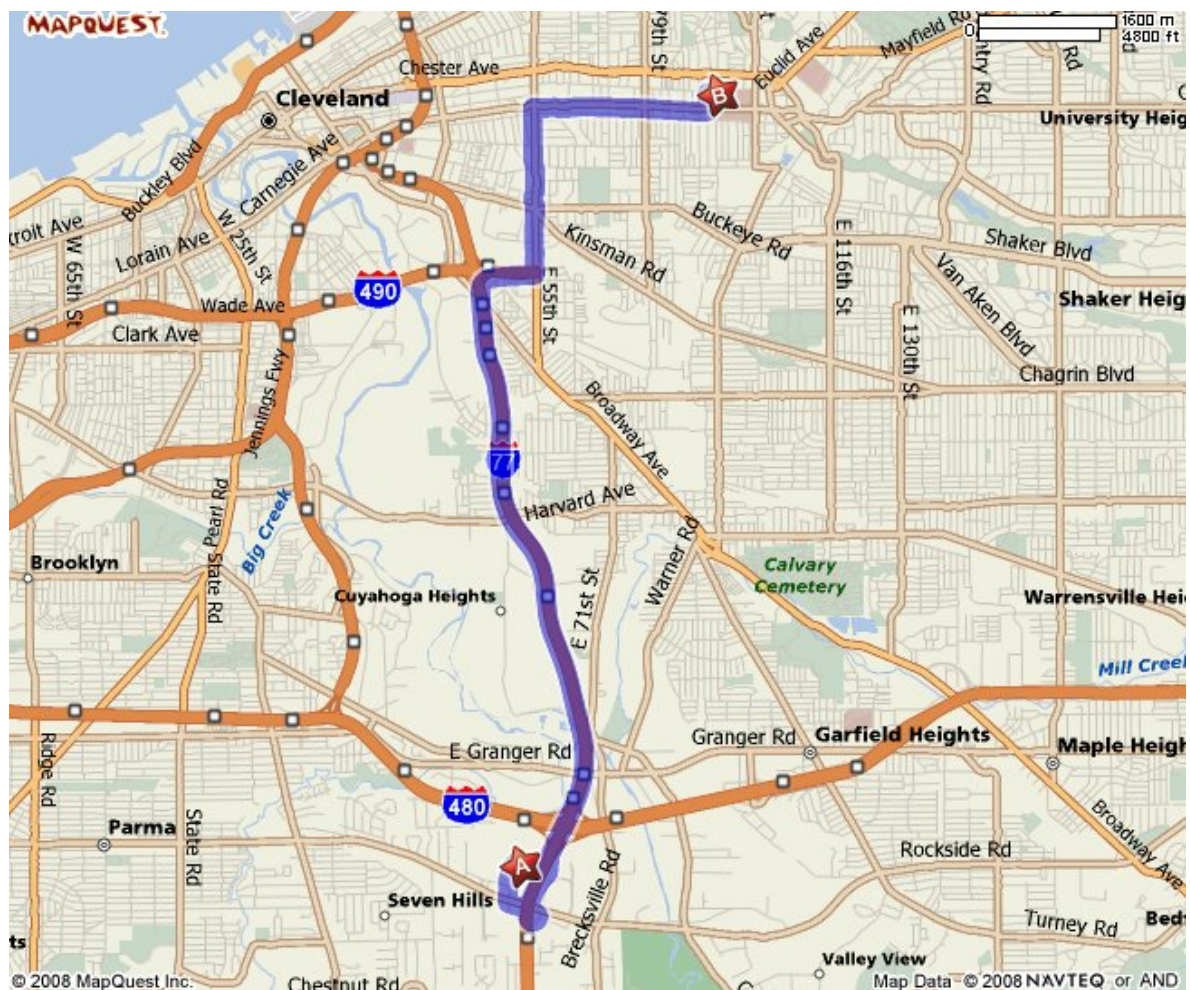 MAPQUEST.
1600 m
0
4800 ft
Mayfield Rd
Euclid Ave
79th St
Chester Ave
Cleveland
B
University Heig
Buckley Blvd
Carnegie Ave
W 25th St
Lorain Ave
W 65th St
Buckeye Rd
Kinsman Rd
E 116th St
Shaker Blvd
Van Aken Blvd
Shaker Heig
490
E 55th St
Wade Ave
Clark Ave
E 130th St
Chagrin Blvd
Jennings Fwy
Broadway Ave
77
Harvard Ave
Pearl Rd
State Rd
Big Creek
Brooklyn
Warner Rd
Calvary
Cemetery
Cuyahoga Heights
E 71st St
Warrensville Hei
Mill Creek
Ridge Rd
E Granger Rd
Granger Rd
Garfield Heights
Maple Height
480
Parma
State Rd
A
Broadway Ave
Rockside Rd
Seven Hills
Brecksville Rd
Turney Rd
Bedf
ts
Valley View
Chestnut Rd
© 2008 MapQuest Inc.
Map Data © 2008 NAVTEQ or AND